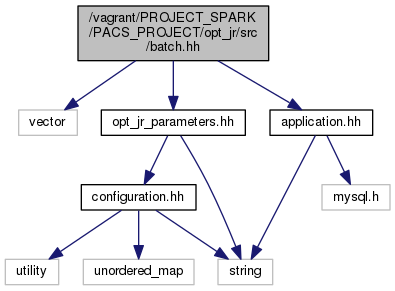 /vagrant/PROJECT_SPARK
/PACS_PROJECT/opt_jr/src
/batch.hh
vector
opt_jr_parameters.hh
application.hh
configuration.hh
mysql.h
utility
unordered_map
string